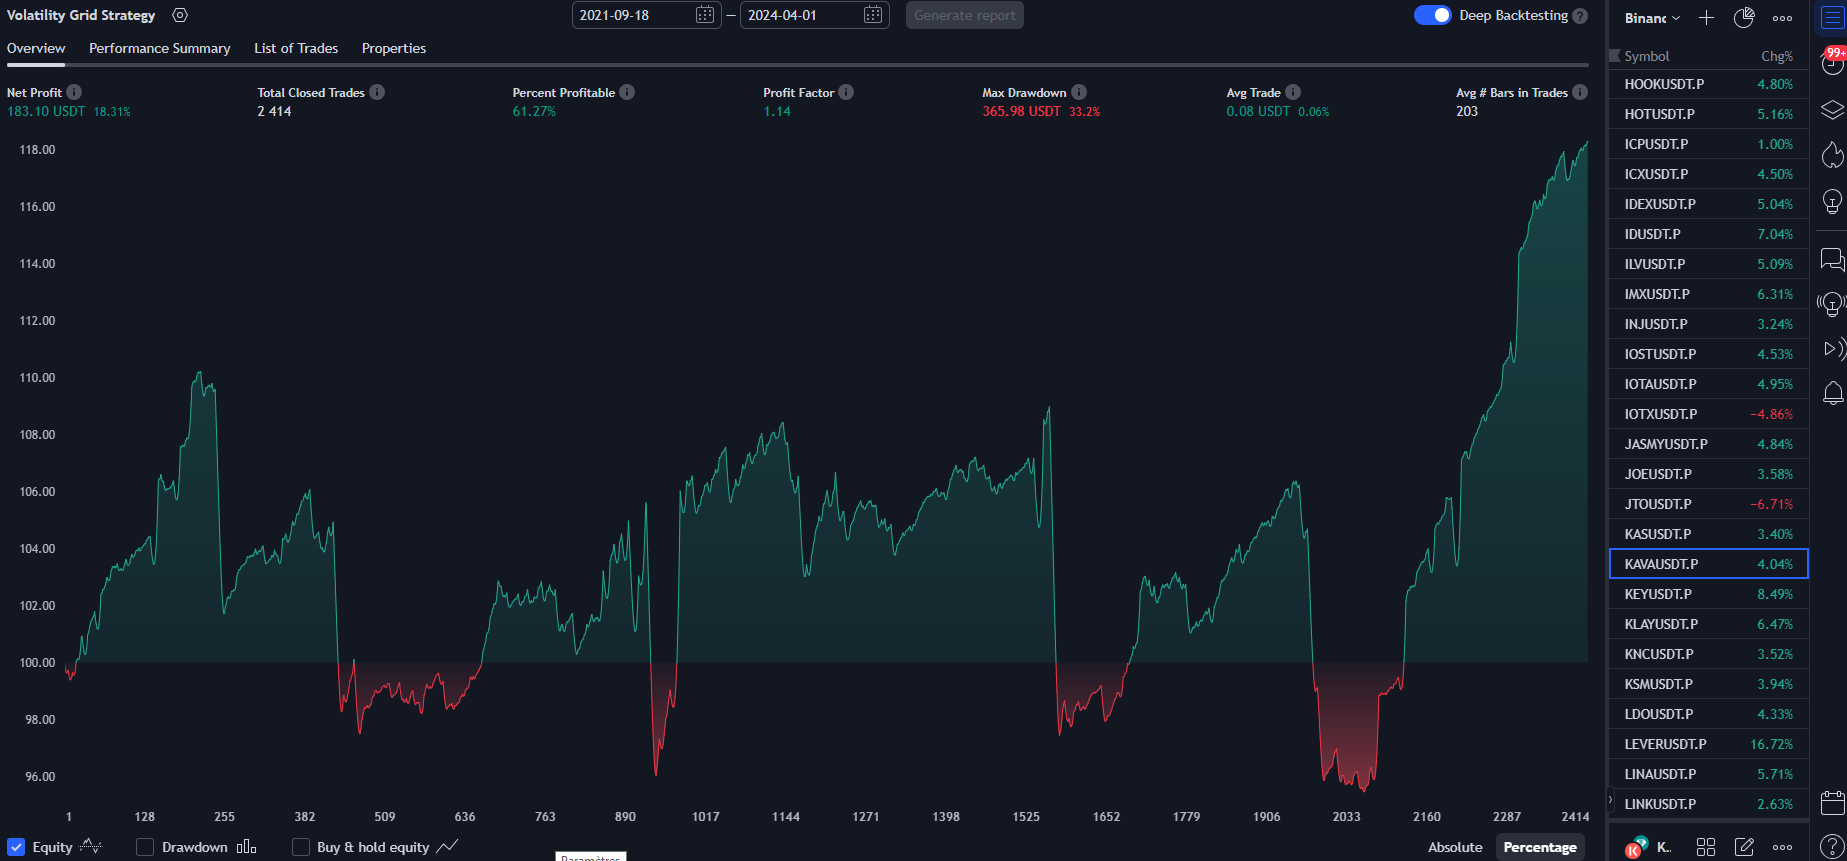 Volatility Grid Strategy
2021-09-18 — 2024-04-01 Generate report
Deep Backtesting ?
Overview Performance Summary List of Trades Properties
Net Profit
183.10 USDT 18.31%
Total Closed Trades
2 414
Percent Profitable
61.27%
Profit Factor
1.14
Max Drawdown
365.98 USDT 33.2%
Avg Trade
0.08 USDT 0.06%
Avg # Bars in Trades
203
118.00
116.00
114.00
112.00
110.00
108.00
106.00
104.00
102.00
100.00
98.00
96.00
1 128 255 382 509 636 763 890 1017 1144 1271 1398 1525 1652 1779 1906 2033 2160 2287 2414
Equity Drawdown Buy & hold equity
Paramètres
Absolute Percentage
Binanc
99+
Symbol Chg%
HOOKUSDT.P 4.80%
HOTUSDT.P 5.16%
ICPUSDT.P 1.00%
ICXUSDT.P 4.50%
IDEXUSDT.P 5.04%
IDUSDT.P 7.04%
ILVUSDT.P 5.09%
IMXUSDT.P 6.31%
INJUSDT.P 3.24%
IOSTUSDT.P 4.53%
IOTAUSDT.P 4.95%
IOTXUSDT.P −4.86%
JASMYUSDT.P 4.84%
JOEUSDT.P 3.58%
JTOUSDT.P −6.71%
KASUSDT.P 3.40%
KAVAUSDT.P 4.04%
KEYUSDT.P 8.49%
KLAYUSDT.P 6.47%
KNCUSDT.P 3.52%
KSMUSDT.P 3.94%
LDOUSDT.P 4.33%
LEVERUSDT.P 16.72%
LINAUSDT.P 5.71%
LINKUSDT.P 2.63%
K..